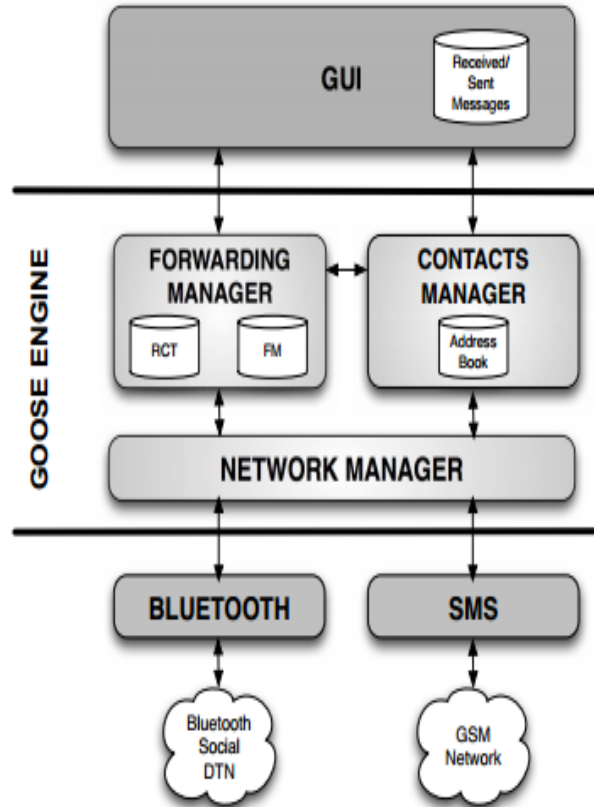 GUI
Received/
Sent
Messages
GOOSE ENGINE
FORWARDING
MANAGER
RCT
FM
CONTACTS
MANAGER
Address
Book
NETWORK MANAGER
BLUETOOTH
SMS
Bluetooth
Social
DTN
GSM
Network